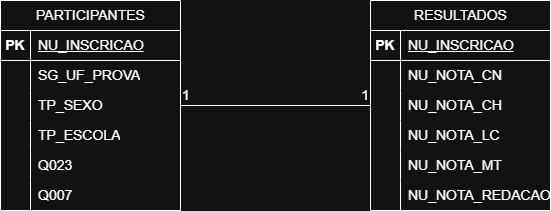 PARTICIPANTES
PK NU_INSCRICAO
SG_UF_PROVA
TP_SEXO
TP_ESCOLA
Q023
Q007
1 1
RESULTADOS
PK NU_INSCRICAO
NU_NOTA_CN
NU_NOTA_CH
NU_NOTA_LC
NU_NOTA_MT
NU_NOTA_REDACAO